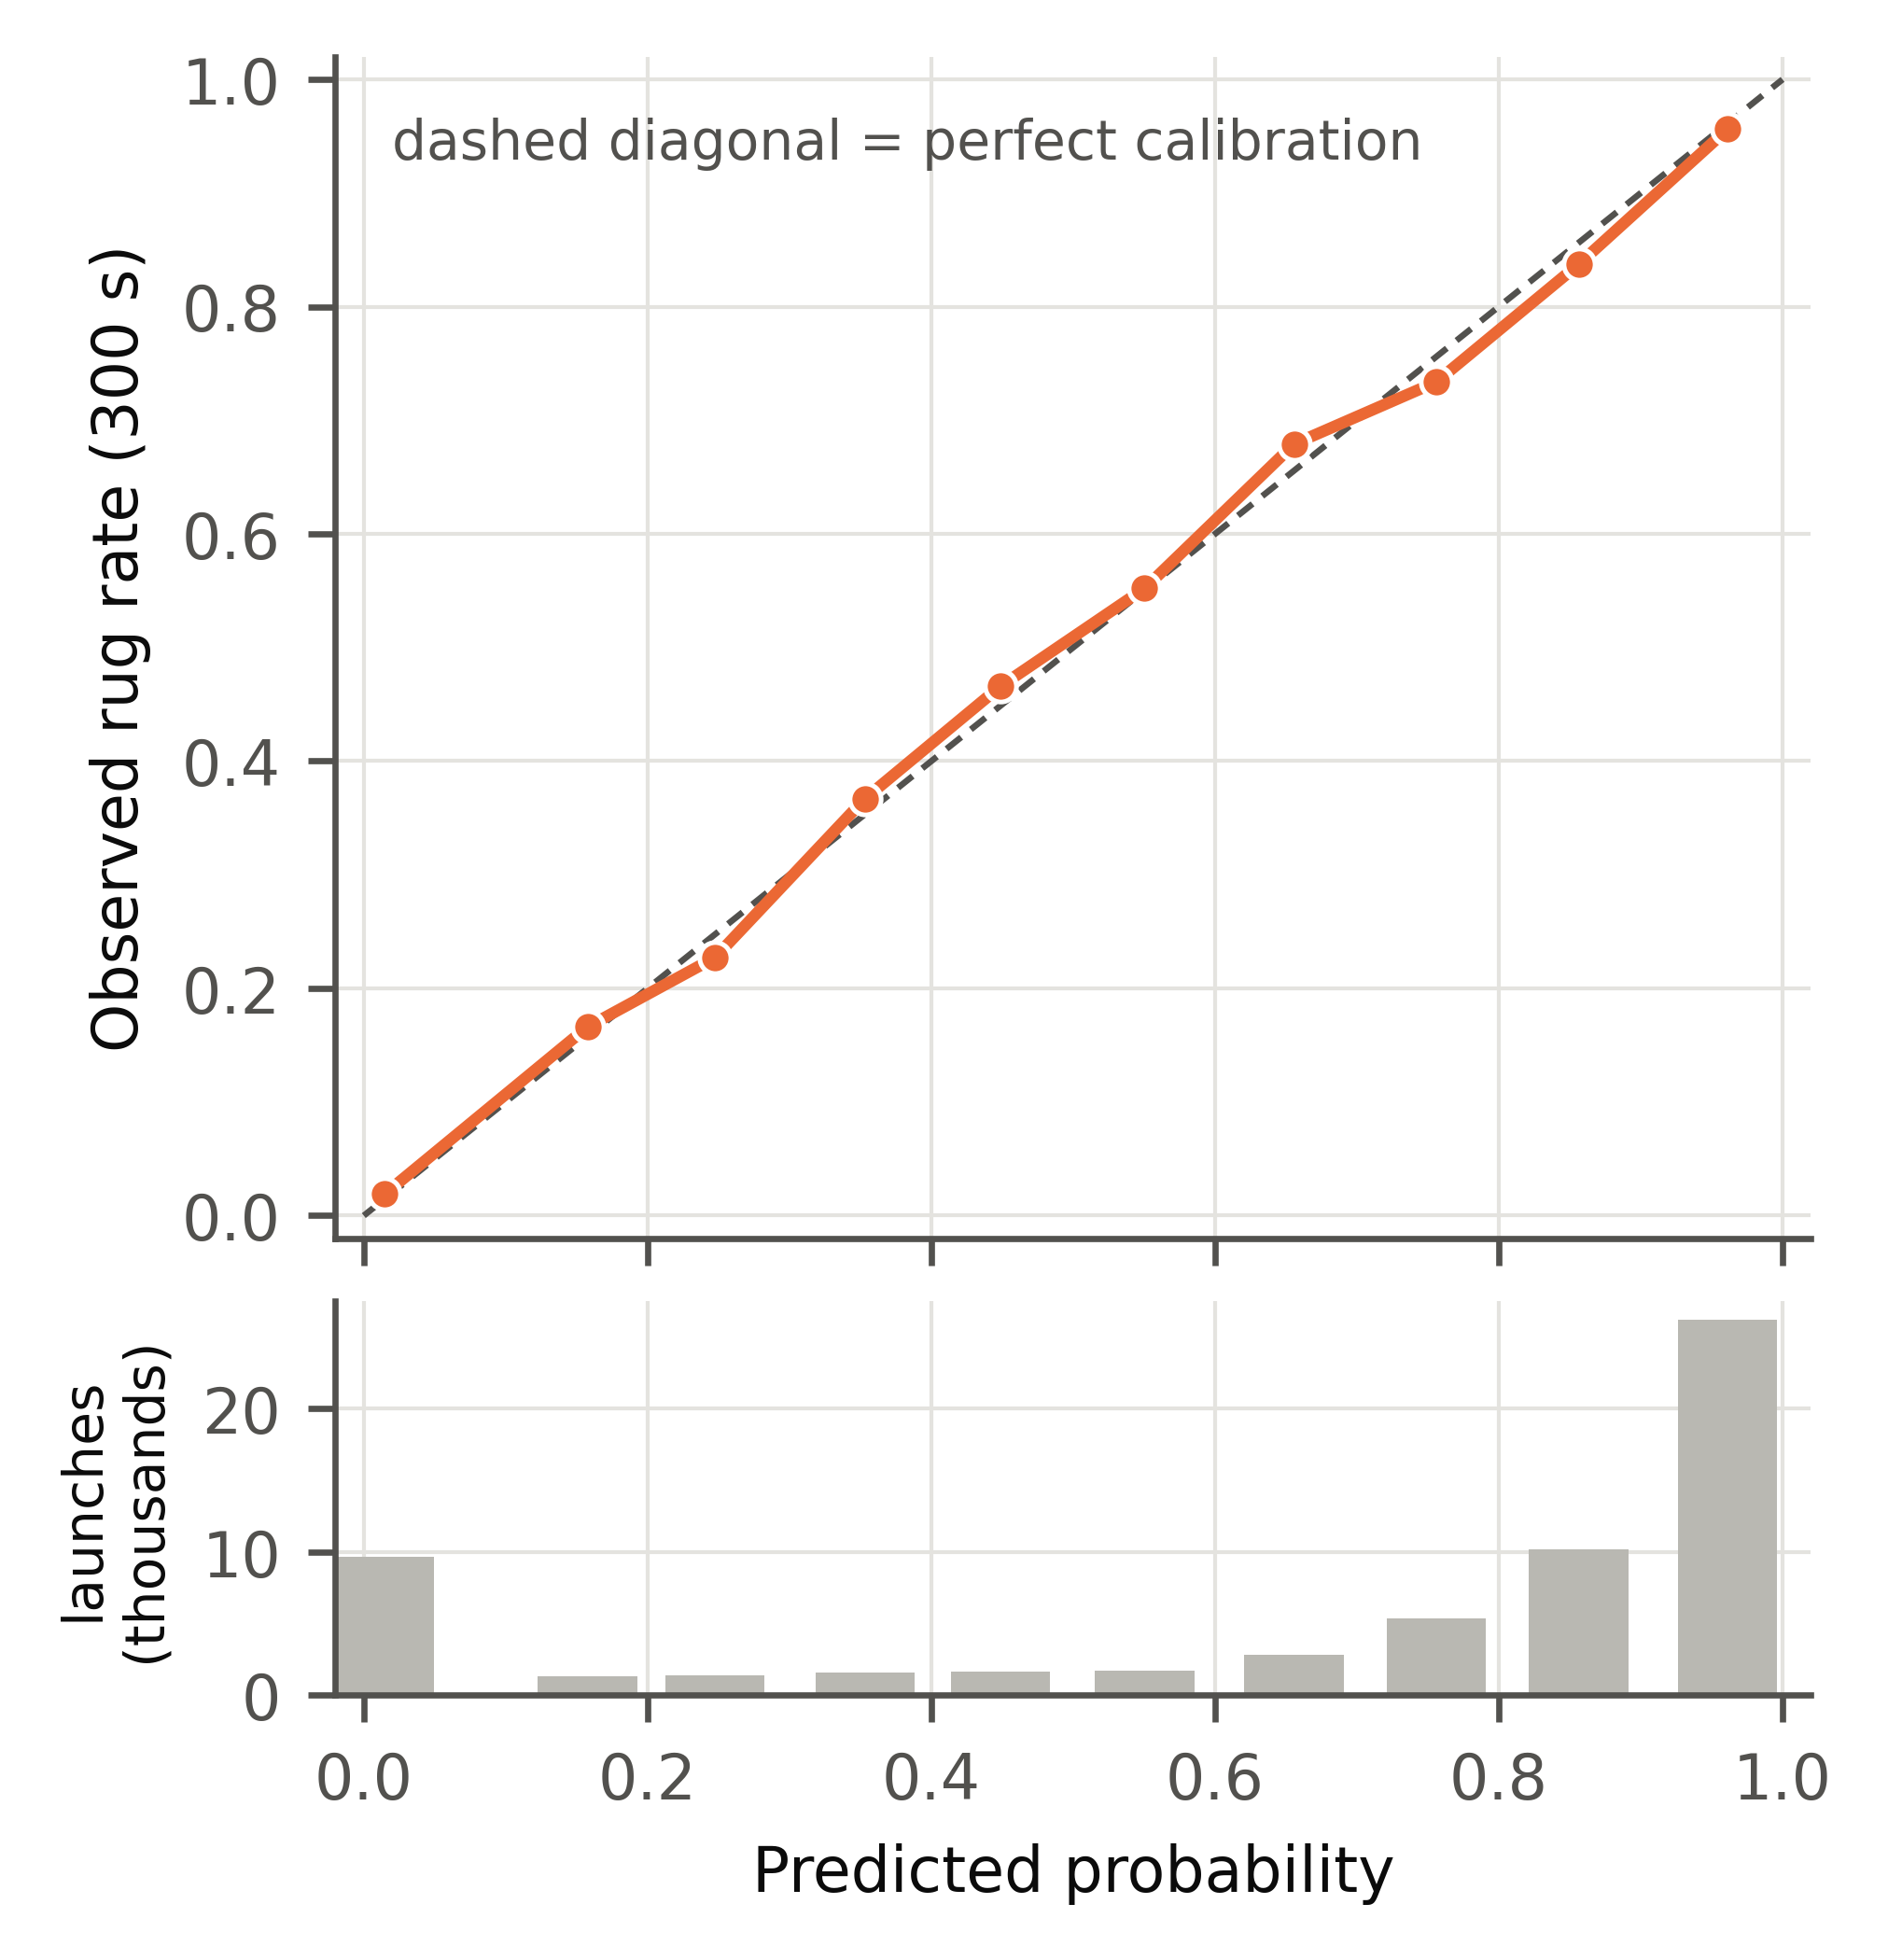 1.0
dashed diagonal = perfect calibration
0.8
0.6
0.4
0.2
0.0
Observed rug rate (300 s)
20
10
0
launches
(thousands)
0.0 0.2 0.4 0.6 0.8 1.0
Predicted probability